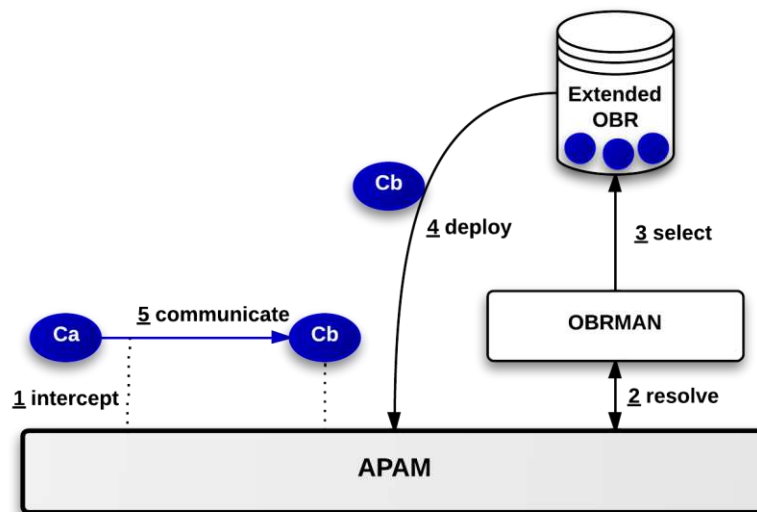 Extended
OBR
Cb
4 deploy
3 select
5 communicate
Ca
Cb
OBRMAN
1 intercept
2 resolve
APAM